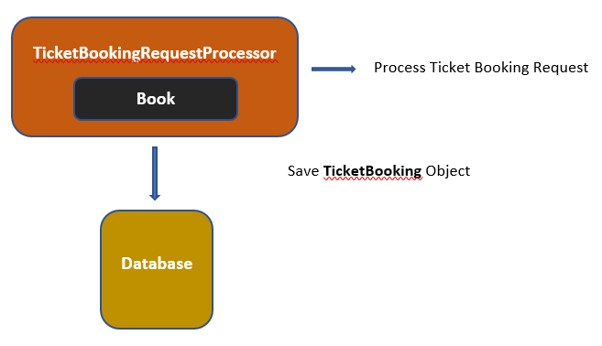 TicketBookingRequestProcessor
Process Ticket Booking Request
Book
Save TicketBooking Object
Database